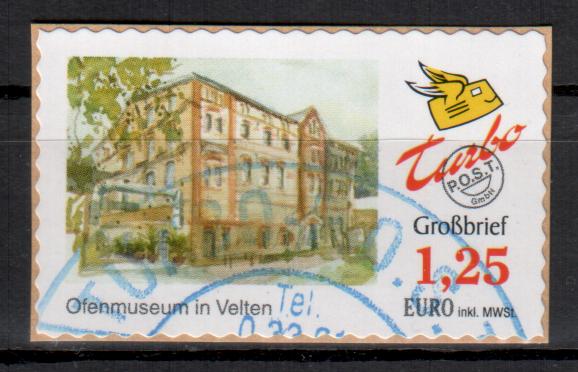 Turbo
P.O.S.T.
GmbH
Großbrief
1,25
EURO inkl. MWSt.
Ofenmuseum in Velten
Tel.